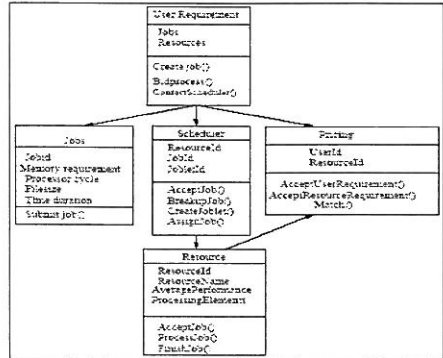 User Requirement
Jobs
Resources
Create job()
Bidprocess()
ContactScheduler()
Jobs
Jobid
Memory requirement
Processor cycle
Filesize
Time duration
Submit job()
Scheduler
ResourceId
JobId
JobletId
AcceptJob()
BreakupJob()
CreateJoblet()
AssignJob()
Pricing
UserId
ResourceId
AcceptUserRequirement()
AcceptResourceRequirement()
Match()
Resource
ResourceId
ResourceName
AveragePerformance
ProcessingElements
AcceptJob()
ProcessJob()
FinishJob()